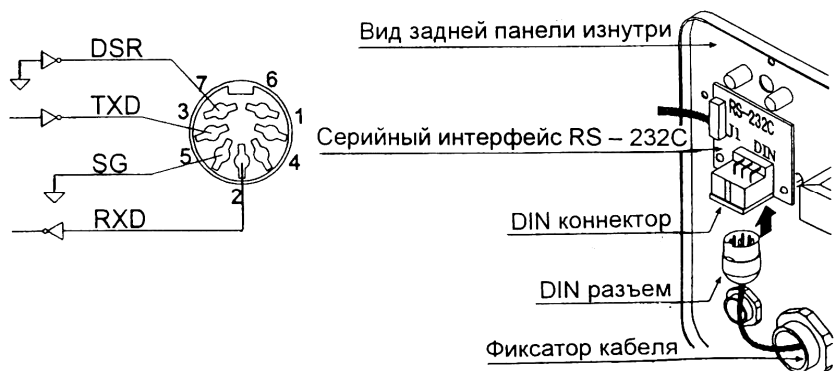 DSR
TXD
SG
RXD
7
6
3
1
5
4
2
Вид задней панели изнутри
RS-232C
J1
DIN
Серийный интерфейс RS – 232C
DIN коннектор
DIN разъем
Фиксатор кабеля